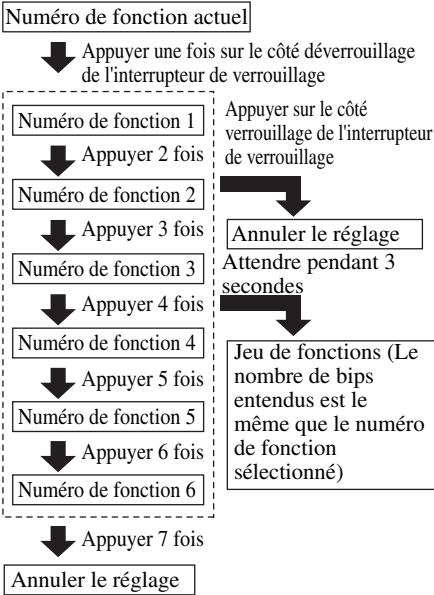 Numéro de fonction actuel
Appuyer une fois sur le côté déverrouillage
de l'interrupteur de verrouillage
Numéro de fonction 1
Appuyer 2 fois
Numéro de fonction 2
Appuyer 3 fois
Numéro de fonction 3
Appuyer 4 fois
Numéro de fonction 4
Appuyer 5 fois
Numéro de fonction 5
Appuyer 6 fois
Numéro de fonction 6
Appuyer 7 fois
Annuler le réglage
Appuyer sur le côté
verrouillage de l'interrupteur
de verrouillage
Annuler le réglage
Attendre pendant 3
secondes
Jeu de fonctions (Le
nombre de bips
entendus est le
même que le numéro
de fonction
sélectionné)